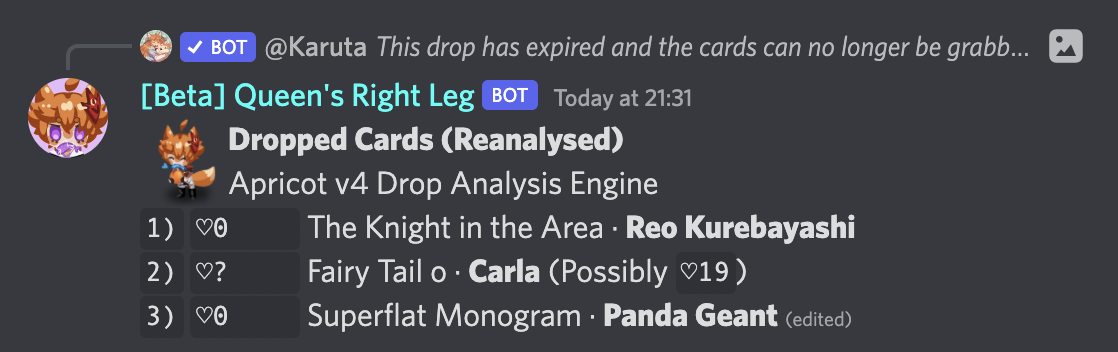 ✓ BOT @Karuta This drop has expired and the cards can no longer be grabb...
[Beta] Queen's Right Leg BOT Today at 21:31
Dropped Cards (Reanalysed)
Apricot v4 Drop Analysis Engine
1) ♡0 The Knight in the Area · Reo Kurebayashi
2) ♡? Fairy Tail o · Carla (Possibly ♡19)
3) ♡0 Superflat Monogram · Panda Geant (edited)